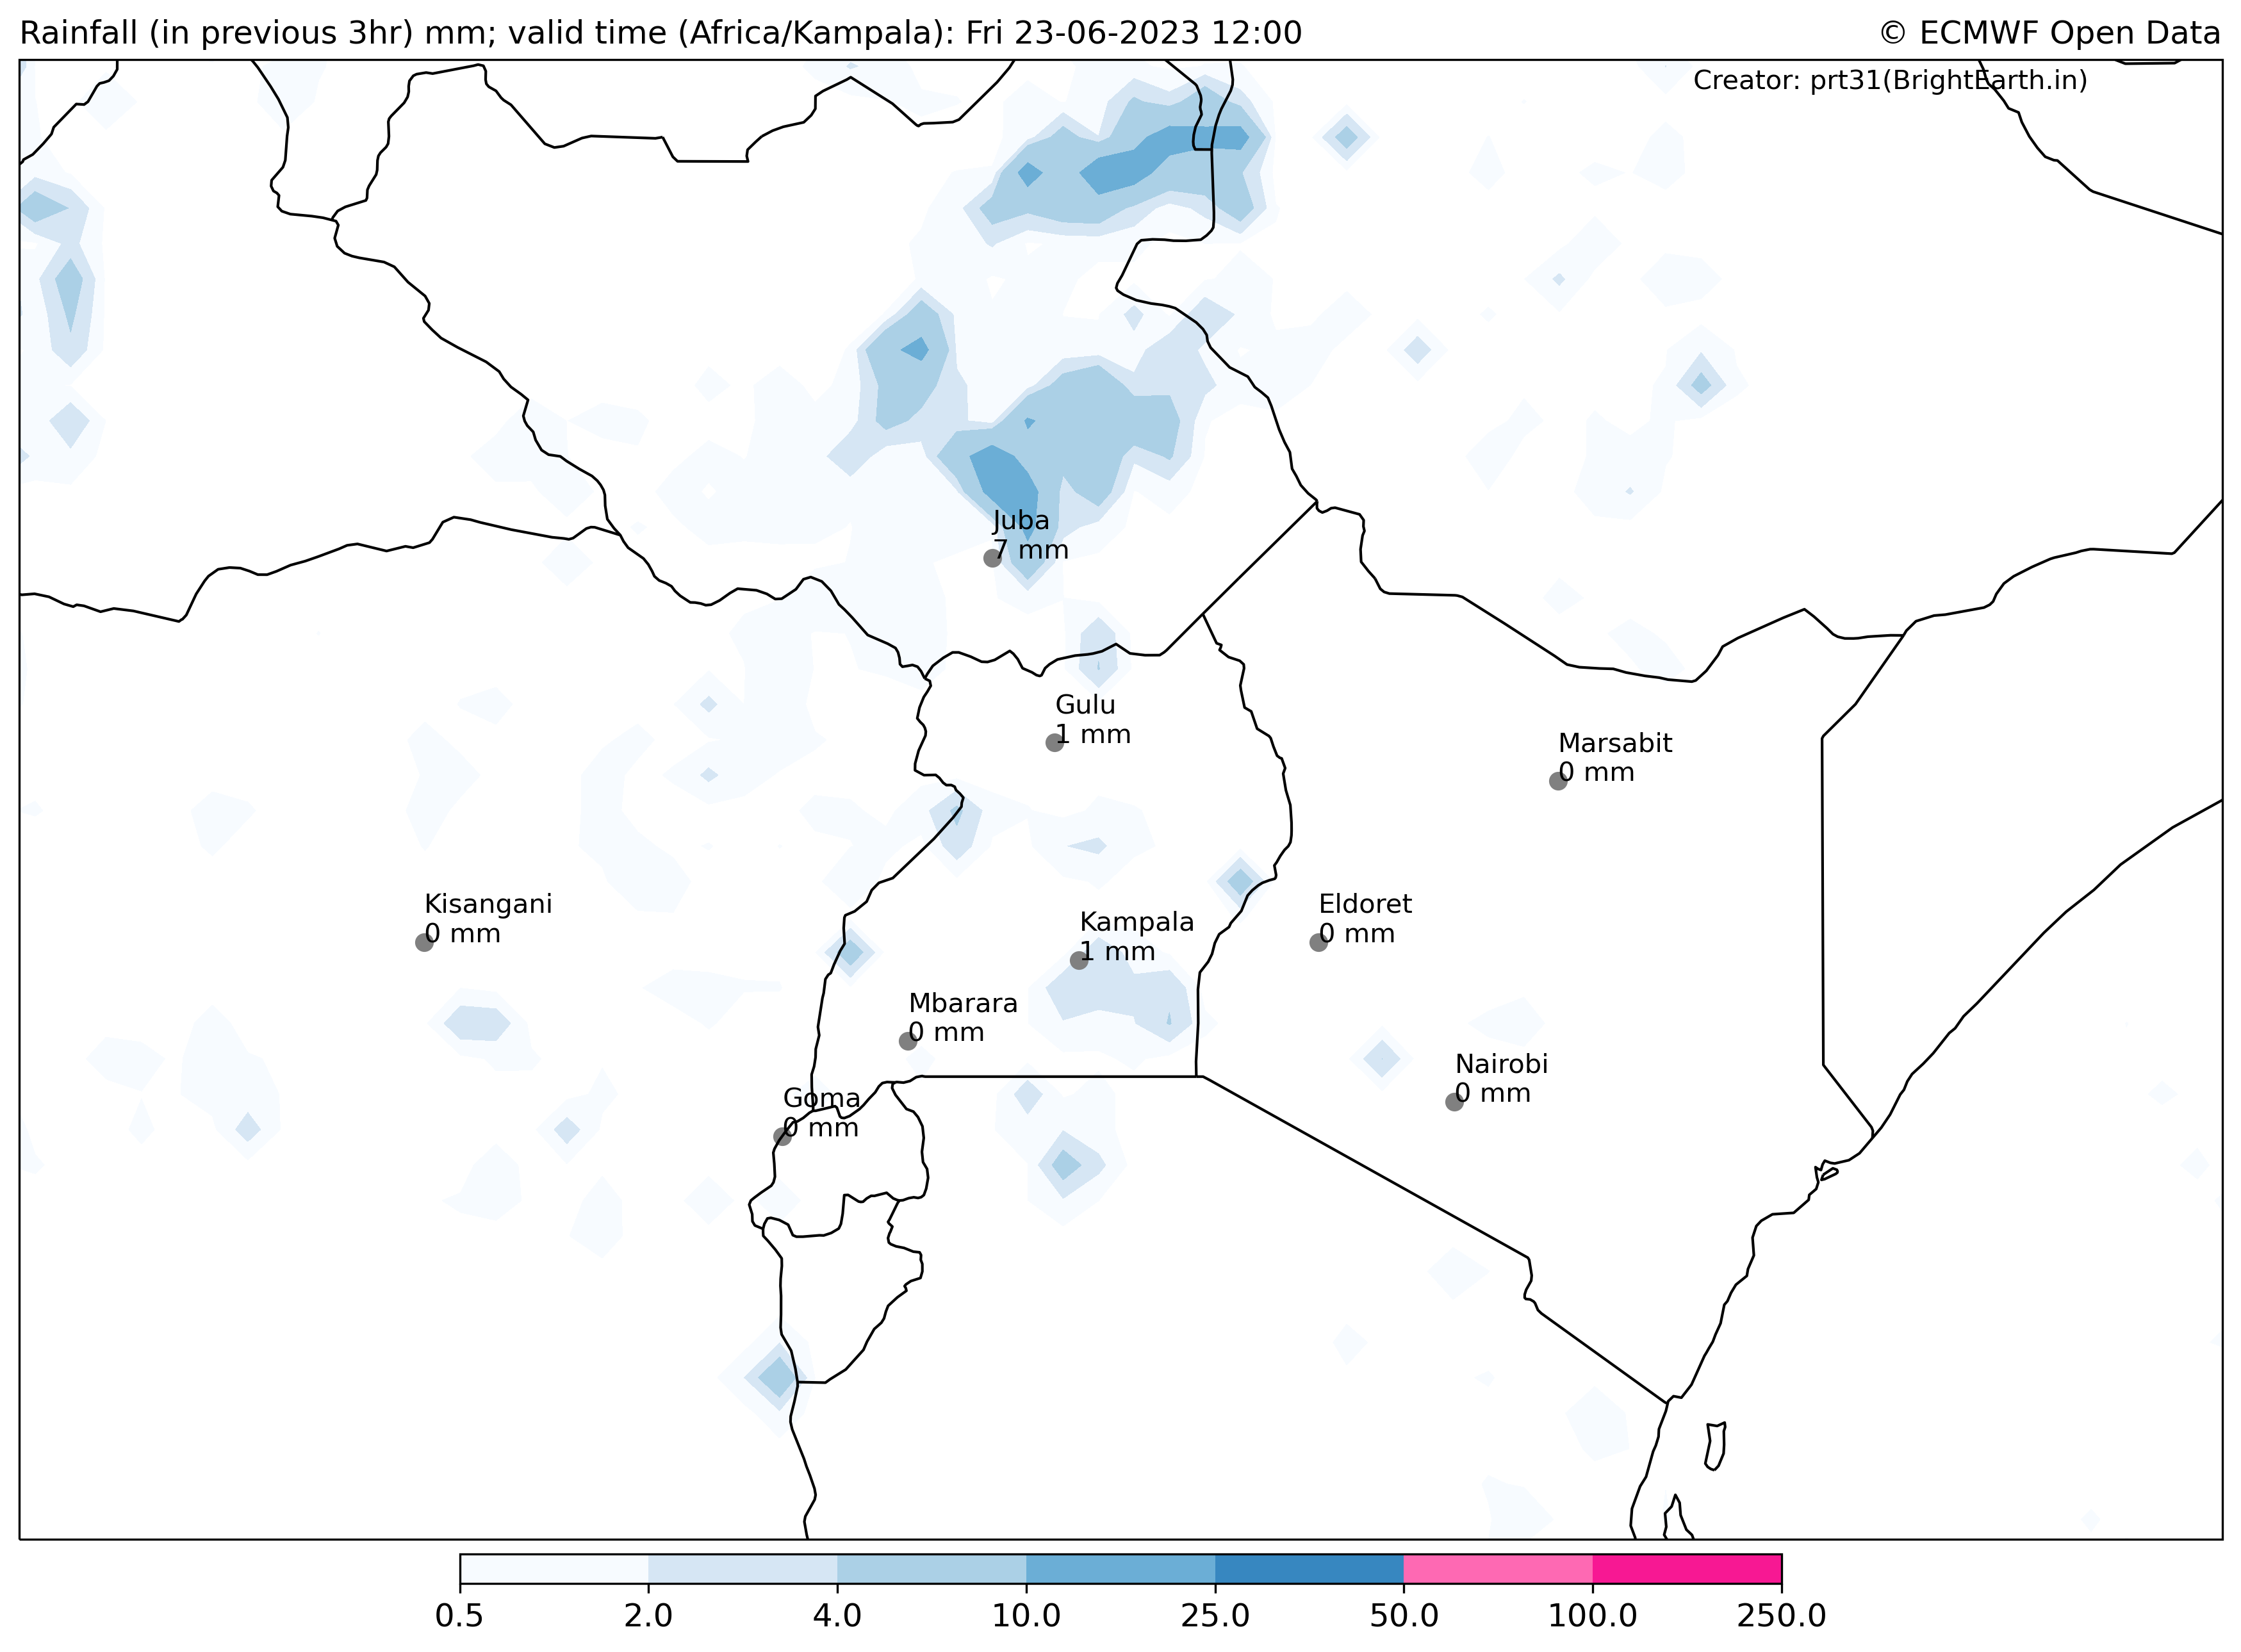 Rainfall (in previous 3hr) mm; valid time (Africa/Kampala): Fri 23-06-2023 12:00
© ECMWF Open Data
Creator: prt31(BrightEarth.in)
Juba
7 mm
Gulu
1 mm
Marsabit
0 mm
Kisangani
0 mm
Eldoret
0 mm
Kampala
1 mm
Mbarara
0 mm
Nairobi
0 mm
Goma
0 mm
0.5 2.0 4.0 10.0 25.0 50.0 100.0 250.0